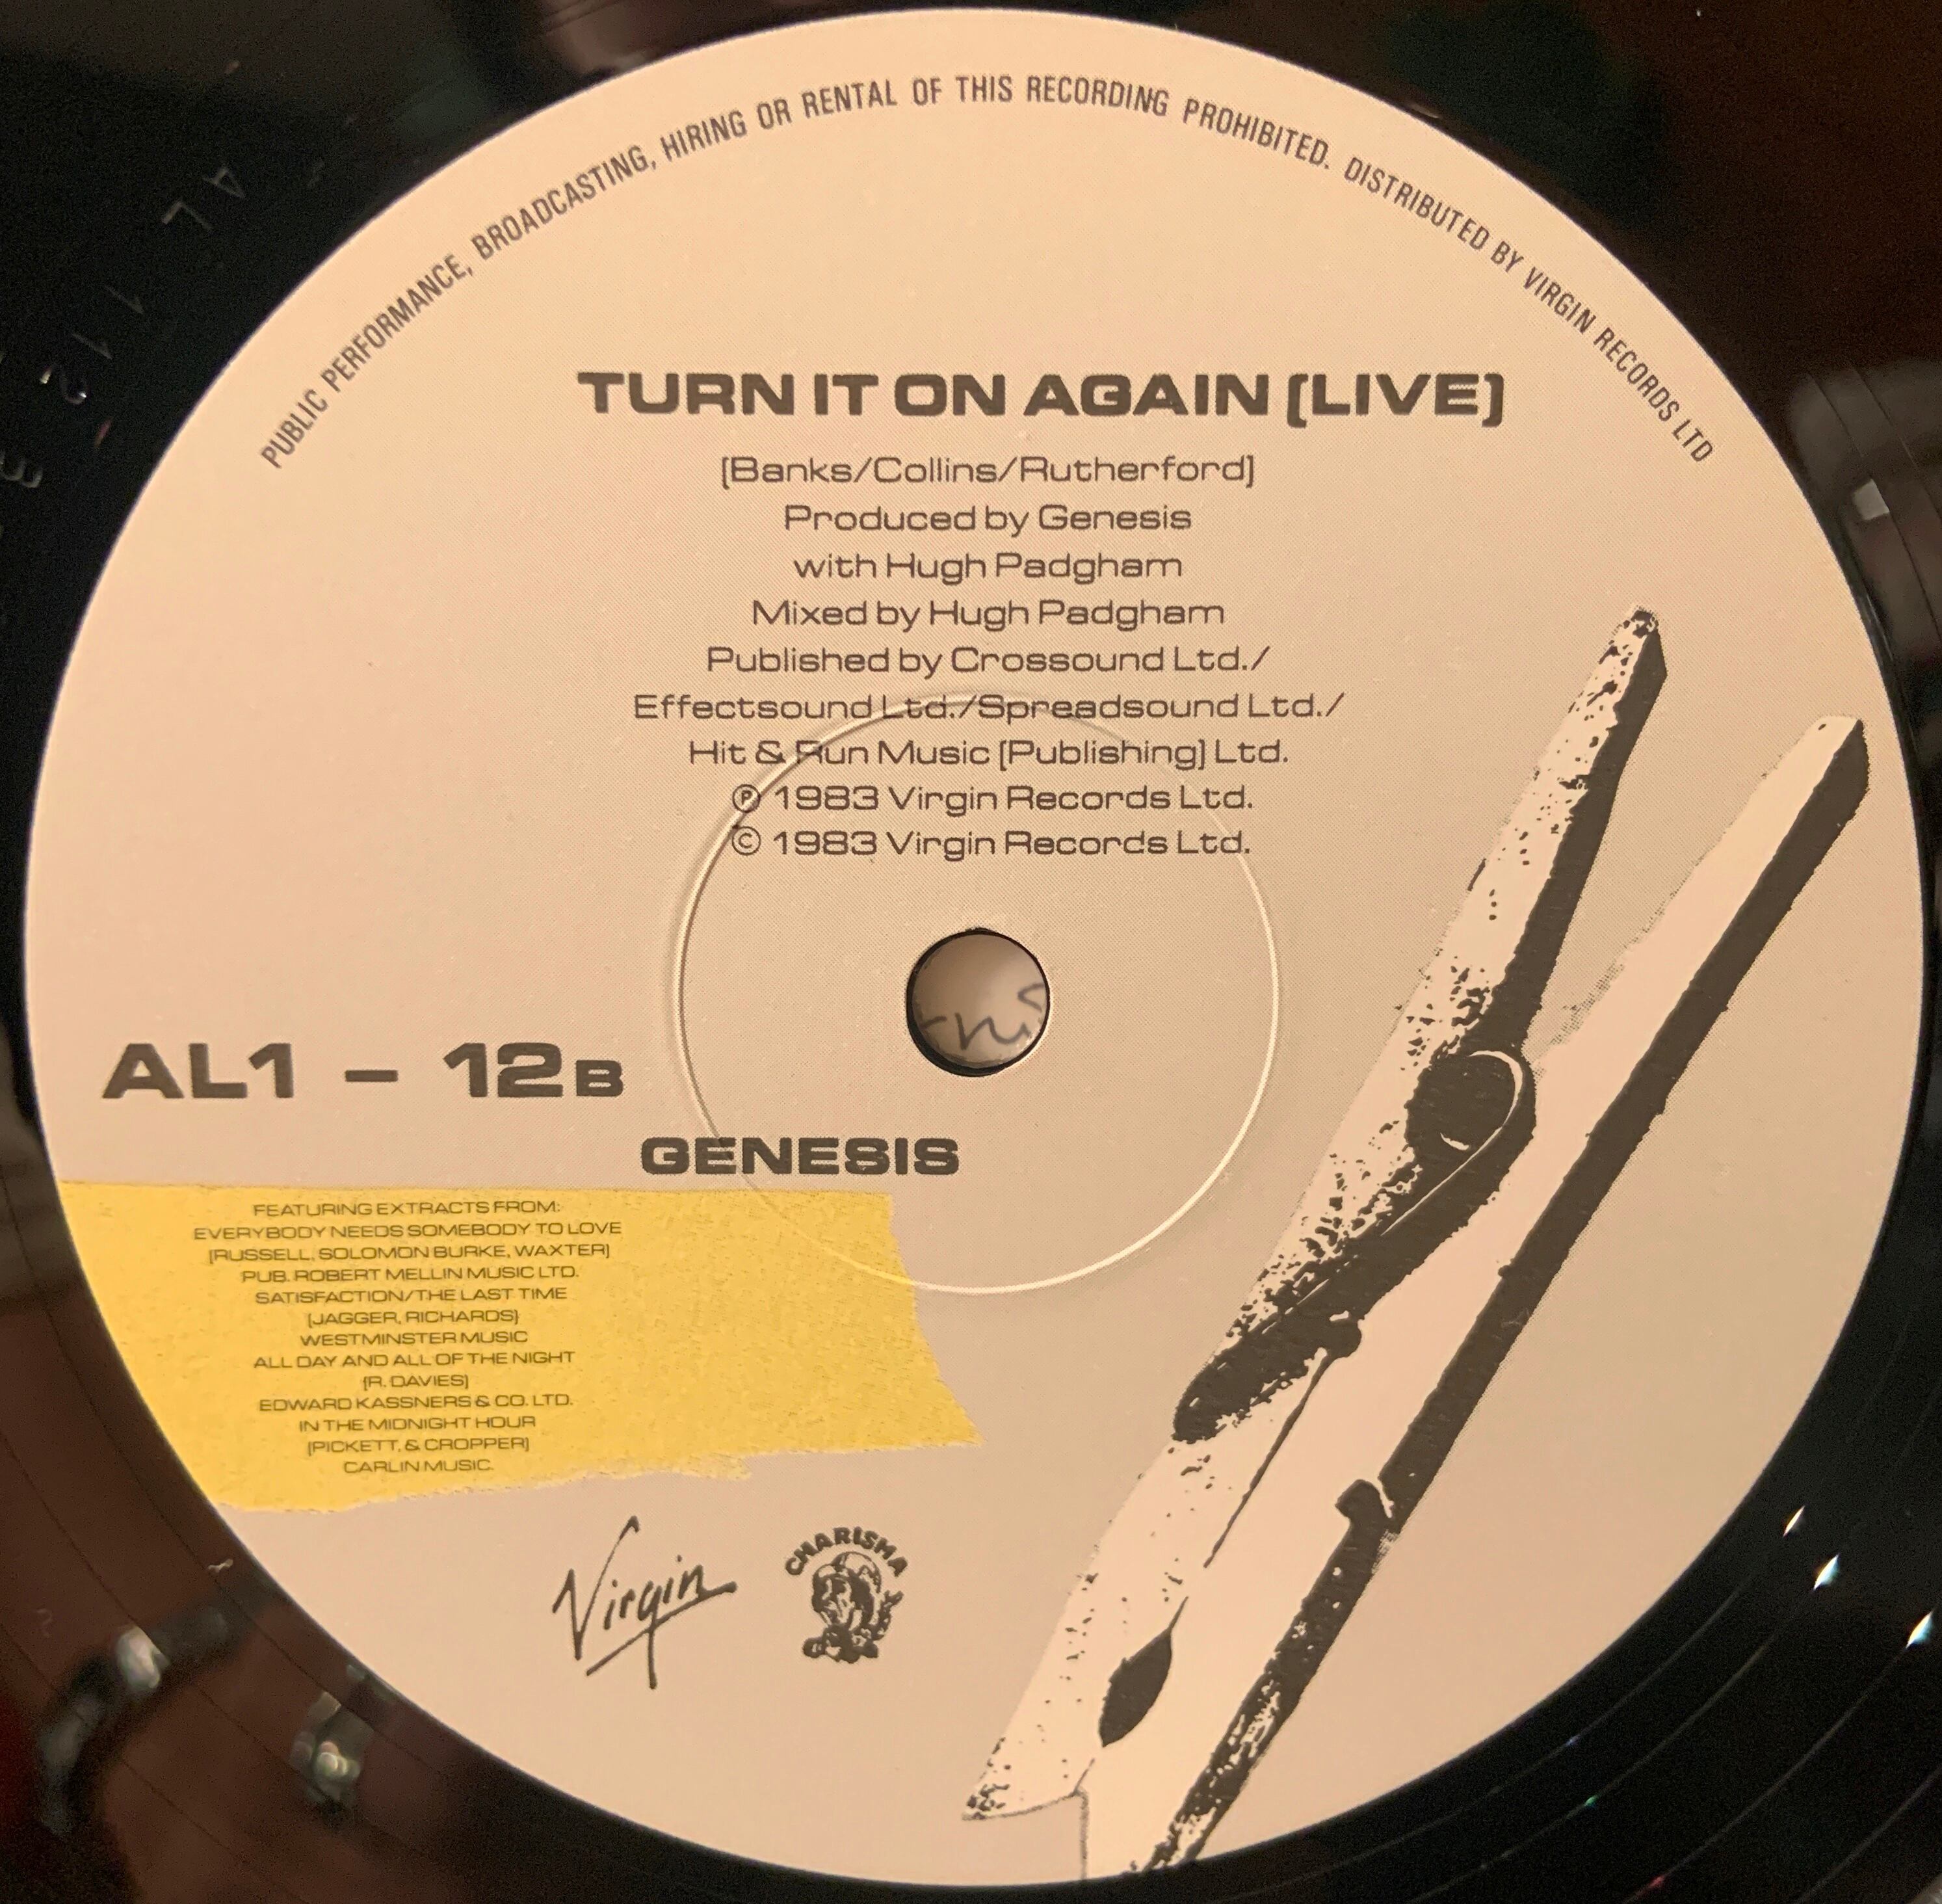 PUBLIC PERFORMANCE, BROADCASTING, HIRING OR RENTAL OF THIS RECORDING PROHIBITED. DISTRIBUTED BY VIRGIN RECORDS LTD
TURN IT ON AGAIN (LIVE)
[Banks/Collins/Rutherford]
Produced by Genesis
with Hugh Padgham
Mixed by Hugh Padgham
Published by Crossound Ltd./
Effectsound Ltd./Spreadsound Ltd./
Hit & Run Music [Publishing] Ltd.
℗ 1983 Virgin Records Ltd.
© 1983 Virgin Records Ltd.
AL1 – 12B
GENESIS
FEATURING EXTRACTS FROM:
EVERYBODY NEEDS SOMEBODY TO LOVE
[RUSSELL, SOLOMON BURKE, WAXTER]
PUB. ROBERT MELLIN MUSIC LTD.
SATISFACTION/THE LAST TIME
[JAGGER, RICHARDS]
WESTMINSTER MUSIC
ALL DAY AND ALL OF THE NIGHT
[R. DAVIES]
EDWARD KASSNERS & CO. LTD.
IN THE MIDNIGHT HOUR
[PICKETT, & CROPPER]
CARLIN MUSIC.
Virgin
CHARISMA